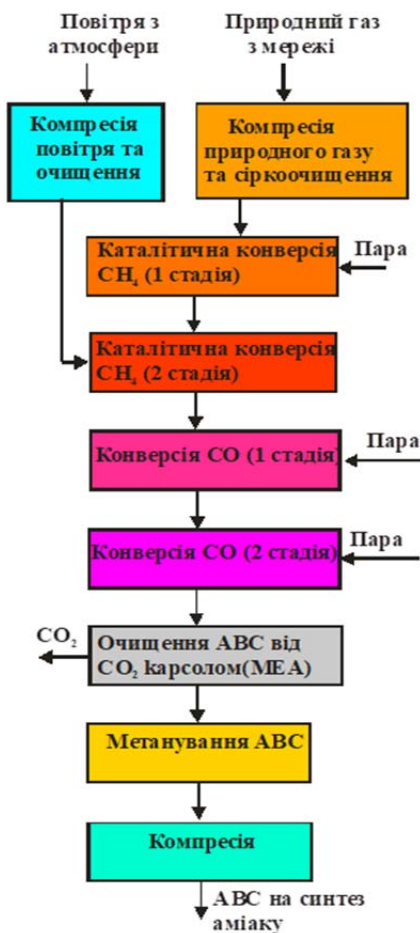 Повітря з
атмосфери
Природний газ
з мережі
Компресія
повітря та
очищення
Компресія
природного газу
та сіркоочищення
Каталітична конверсія
CH₄ (1 стадія)
Пара
Каталітична конверсія
CH₄ (2 стадія)
Конверсія CO (1 стадія)
Пара
Конверсія CO (2 стадія)
Пара
CO₂
Очищення АВС від
CO₂ карсолом(МЕА)
Метанування АВС
Компресія
АВС на синтез
аміаку